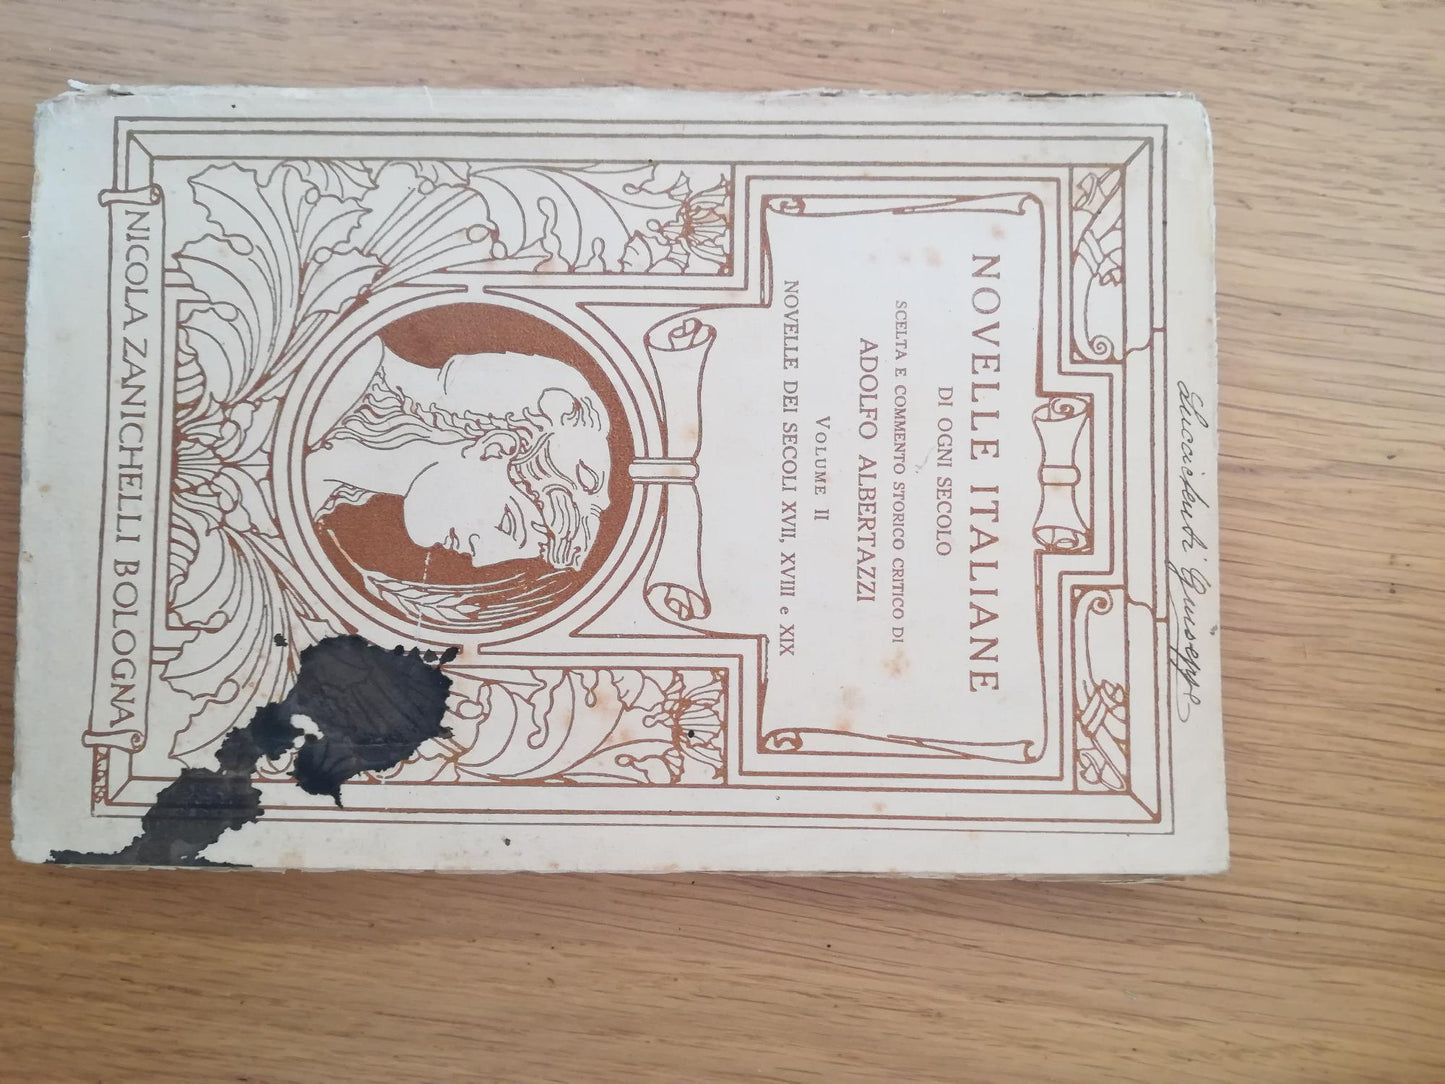 NOVELLE ITALIANE
DI OGNI SECOLO
SCELTA E COMMENTO STORICO CRITICO DI
ADOLFO ALBERTAZZI
VOLUME II
NOVELLE DEI SECOLI XVII, XVIII e XIX
NICOLA ZANICHELLI BOLOGNA
Giuseppe